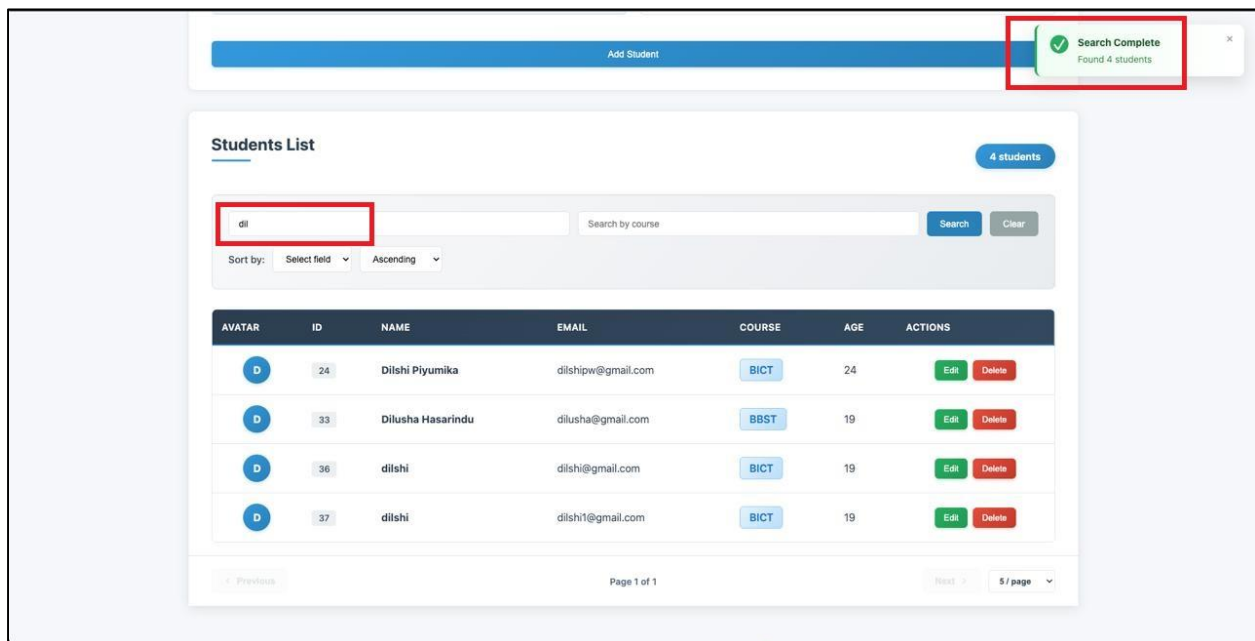 Add Student
Search Complete
Found 4 students
×
Students List
4 students
dil
Search by course
Search
Clear
Sort by: Select field Ascending
AVATAR ID NAME EMAIL COURSE AGE ACTIONS
D 24 Dilshi Piyumika dilshipw@gmail.com BICT 24 Edit Delete
D 33 Dilusha Hasarindu dilusha@gmail.com BBST 19 Edit Delete
D 36 dilshi dilshi@gmail.com BICT 19 Edit Delete
D 37 dilshi dilshi1@gmail.com BICT 19 Edit Delete
‹ Previous Page 1 of 1 Next › 5 / page